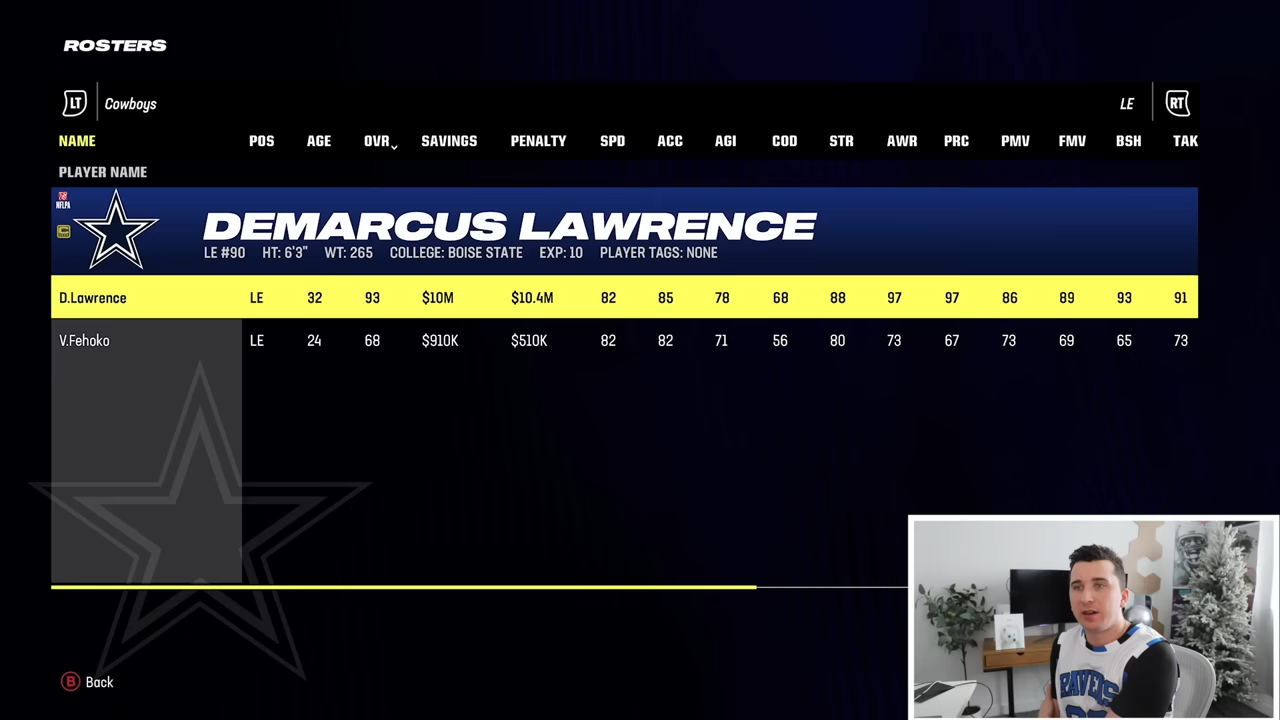 ROSTERS
LT Cowboys LE RT
NAME POS AGE OVR SAVINGS PENALTY SPD ACC AGI COD STR AWR PRC PMV FMV BSH TAK
PLAYER NAME
NFLPA
DEMARCUS LAWRENCE
LE #90 HT: 6'3" WT: 265 COLLEGE: BOISE STATE EXP: 10 PLAYER TAGS: NONE
D.Lawrence LE 32 93 $10M $10.4M 82 85 78 68 88 97 97 86 89 93 91
V.Fehoko LE 24 68 $910K $510K 82 82 71 56 80 73 67 73 69 65 73
B Back